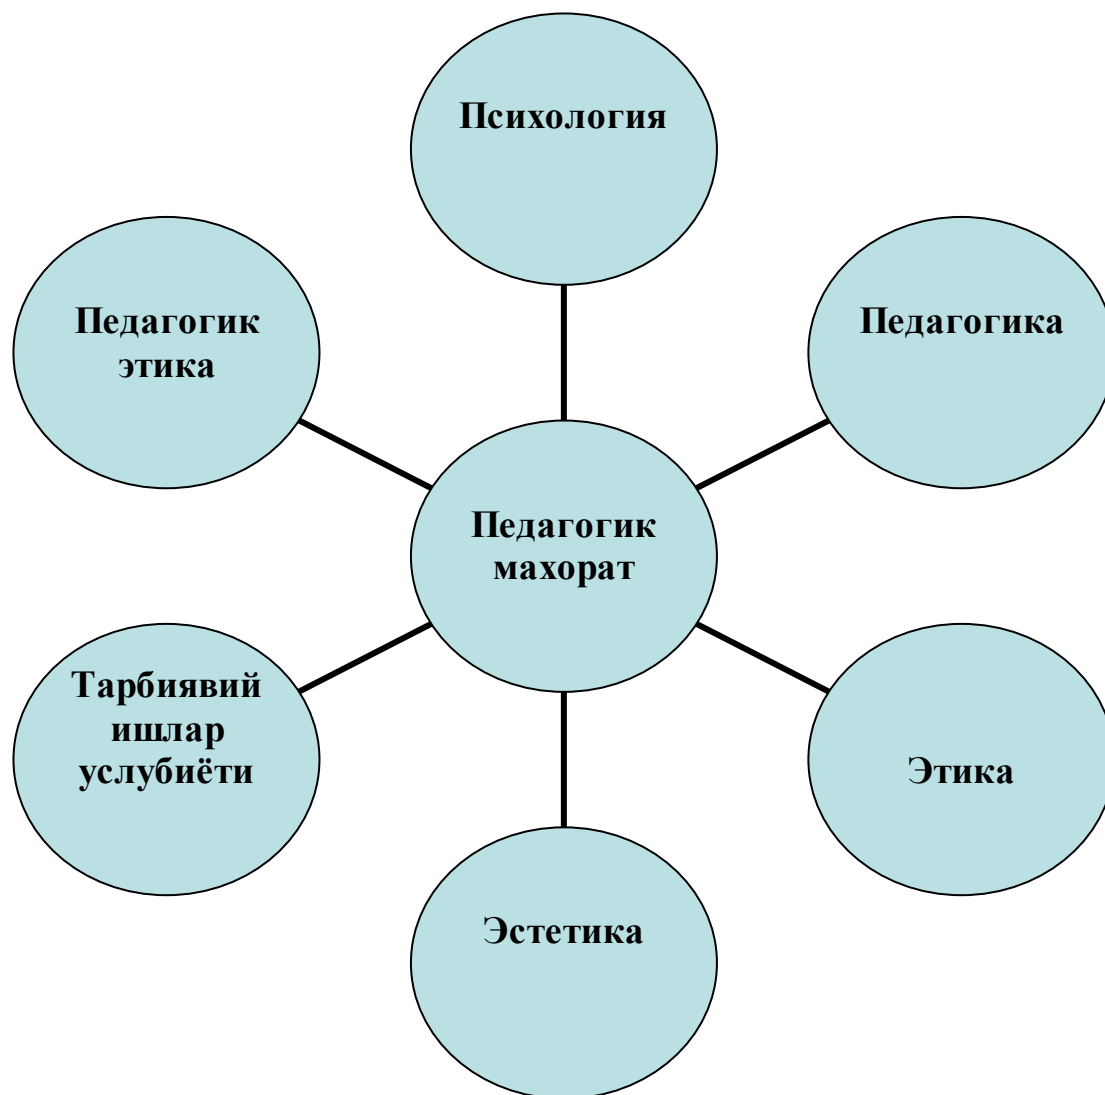 Психология
Педагогик
этика
Педагогика
Педагогик
махорат
Тарбиявий
ишлар
услубиёти
Этика
Эстетика